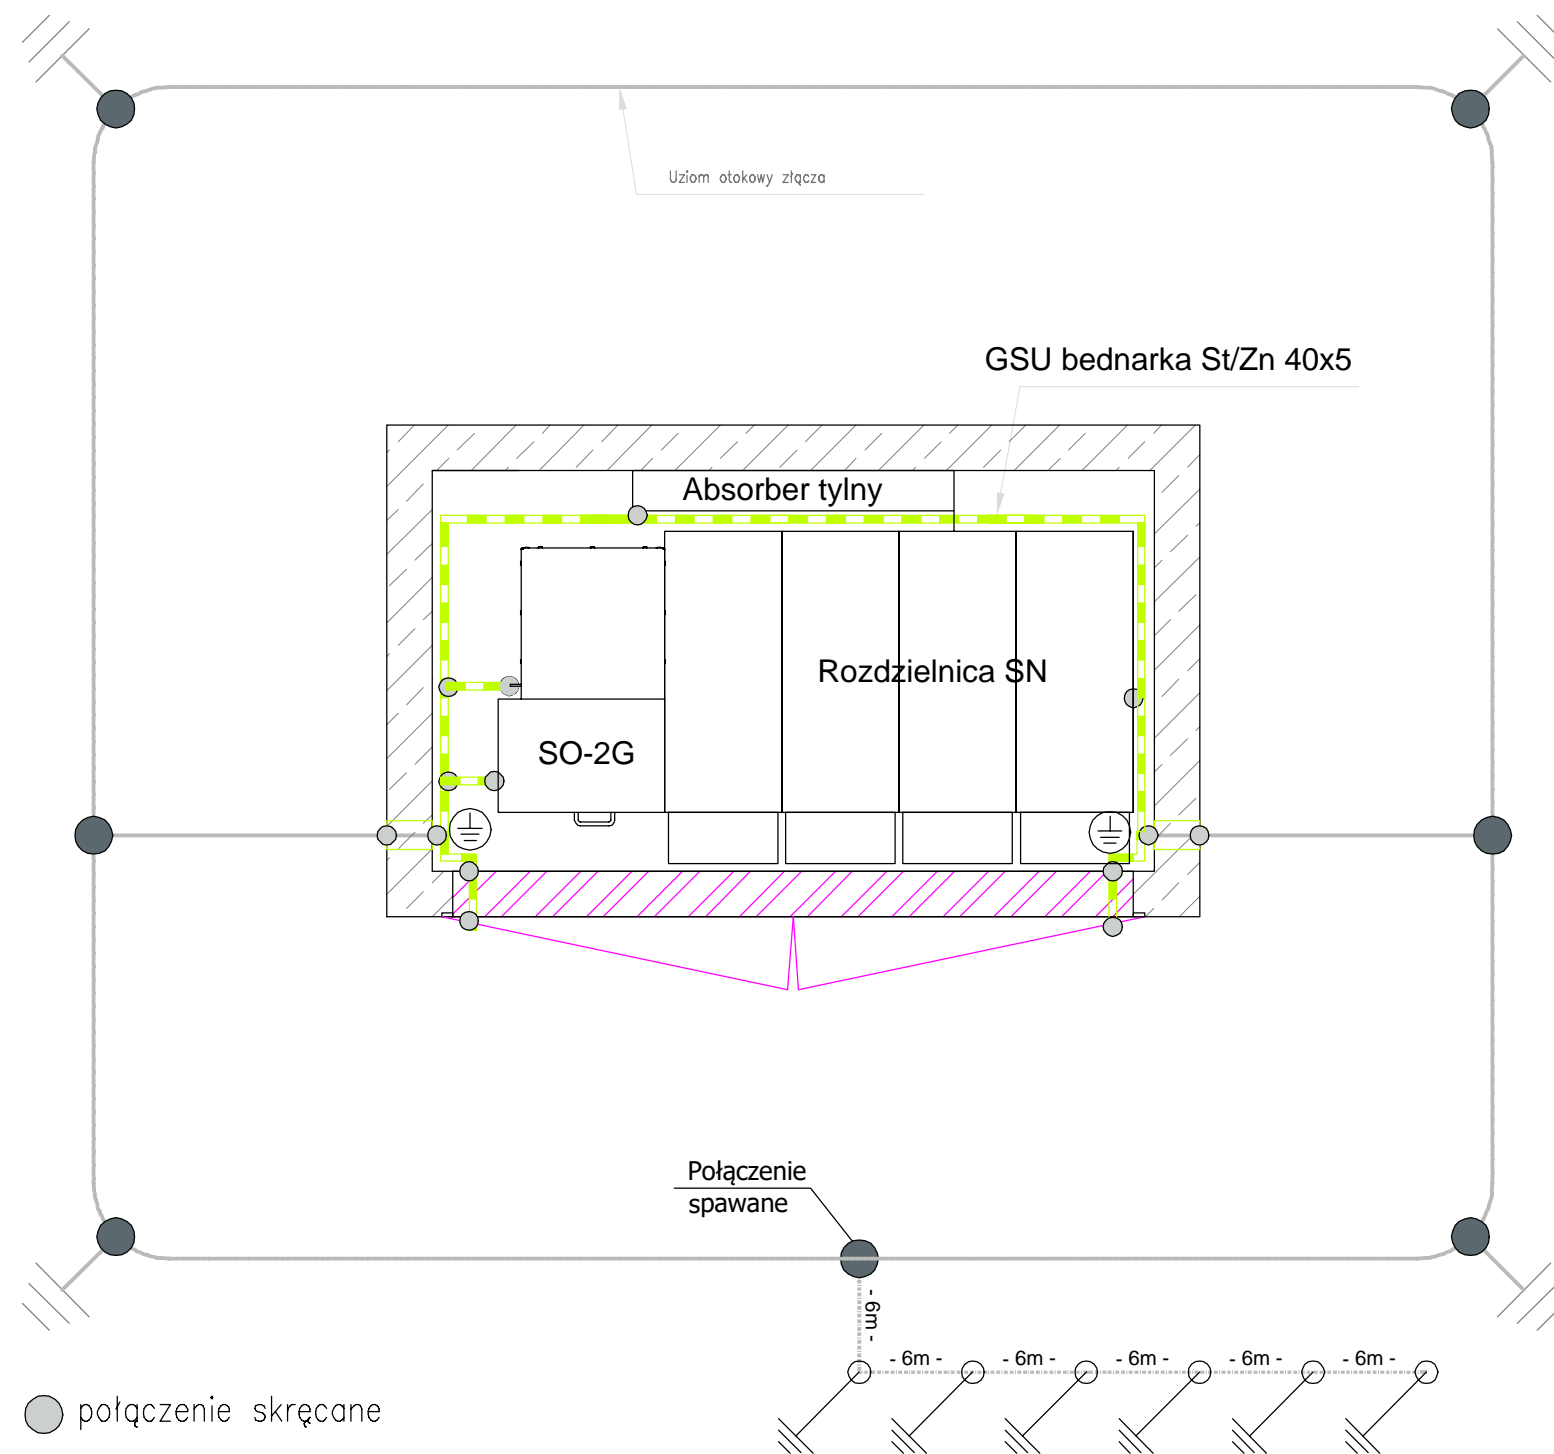 Uziom otokowy złącza
GSU bednarka St/Zn 40x5
Absorber tylny
Rozdzielnica SN
SO-2G
Połączenie
spawane
- 6m -
- 6m -
- 6m -
- 6m -
- 6m -
- 6m -
połączenie skręcane